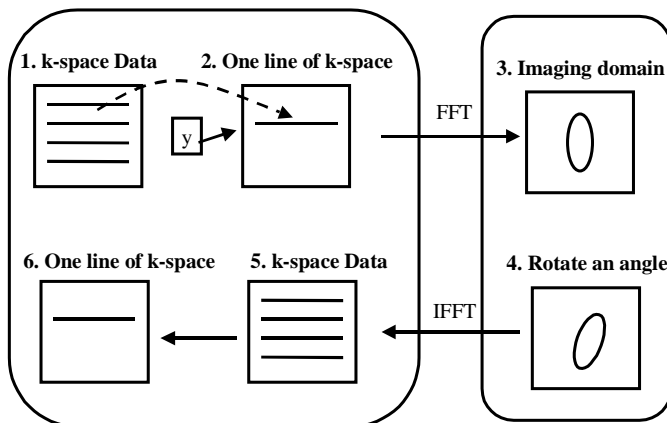 1. k-space Data
2. One line of k-space
3. Imaging domain
y
FFT
6. One line of k-space
5. k-space Data
4. Rotate an angle
IFFT